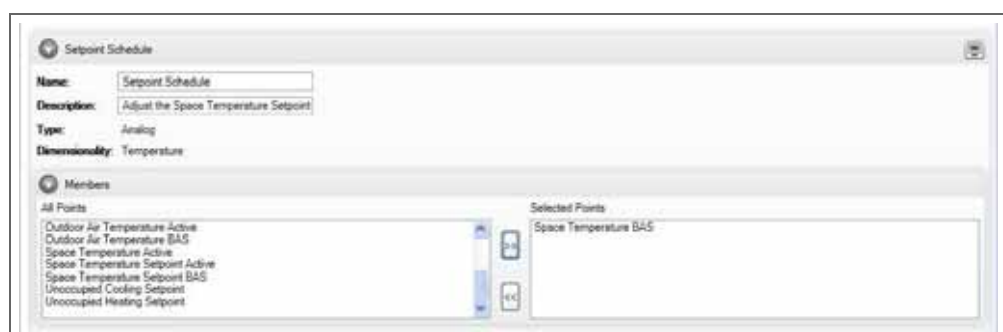 Setpoint Schedule
Name: Setpoint Schedule
Description: Adjust the Space Temperature Setpoint
Type: Analog
Dimensionality: Temperature
Members
All Points
Selected Points
Outdoor Air Temperature Active
Outdoor Air Temperature BAS
Space Temperature Active
Space Temperature Setpoint Active
Space Temperature Setpoint BAS
Unoccupied Cooling Setpoint
Unoccupied Heating Setpoint
>>
<<
Space Temperature BAS